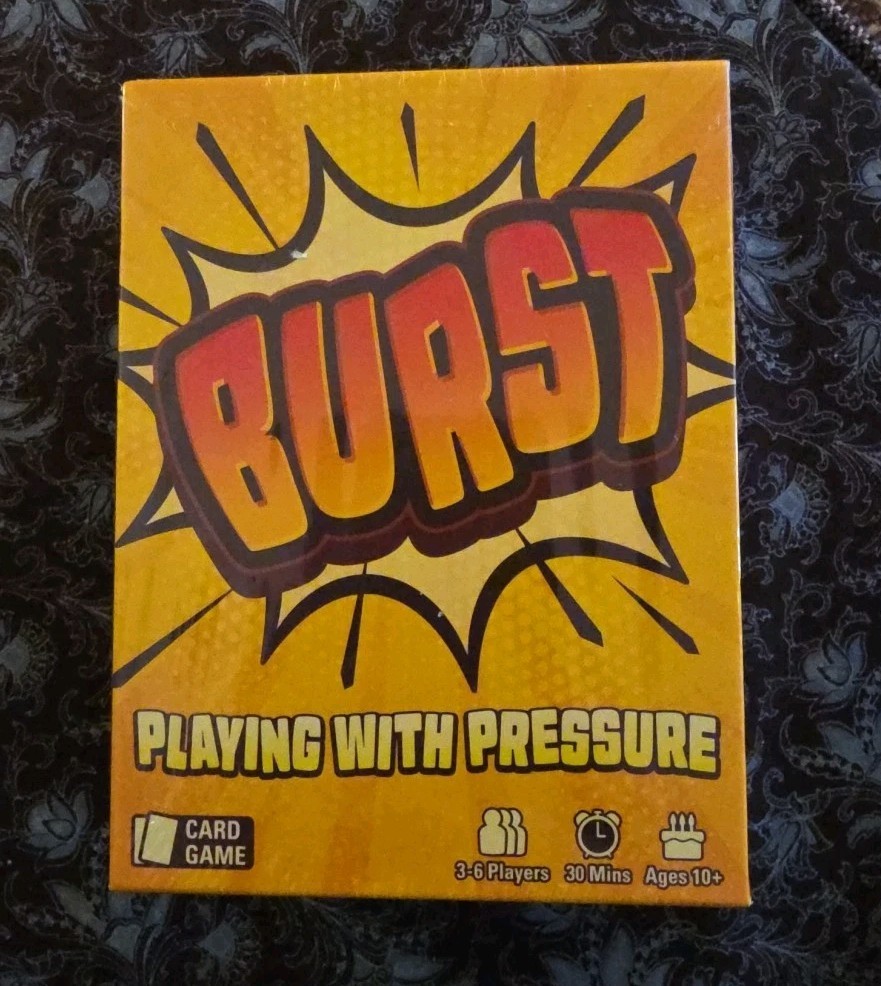 BURST
PLAYING WITH PRESSURE
CARD
GAME
3-6 Players 30 Mins Ages 10+